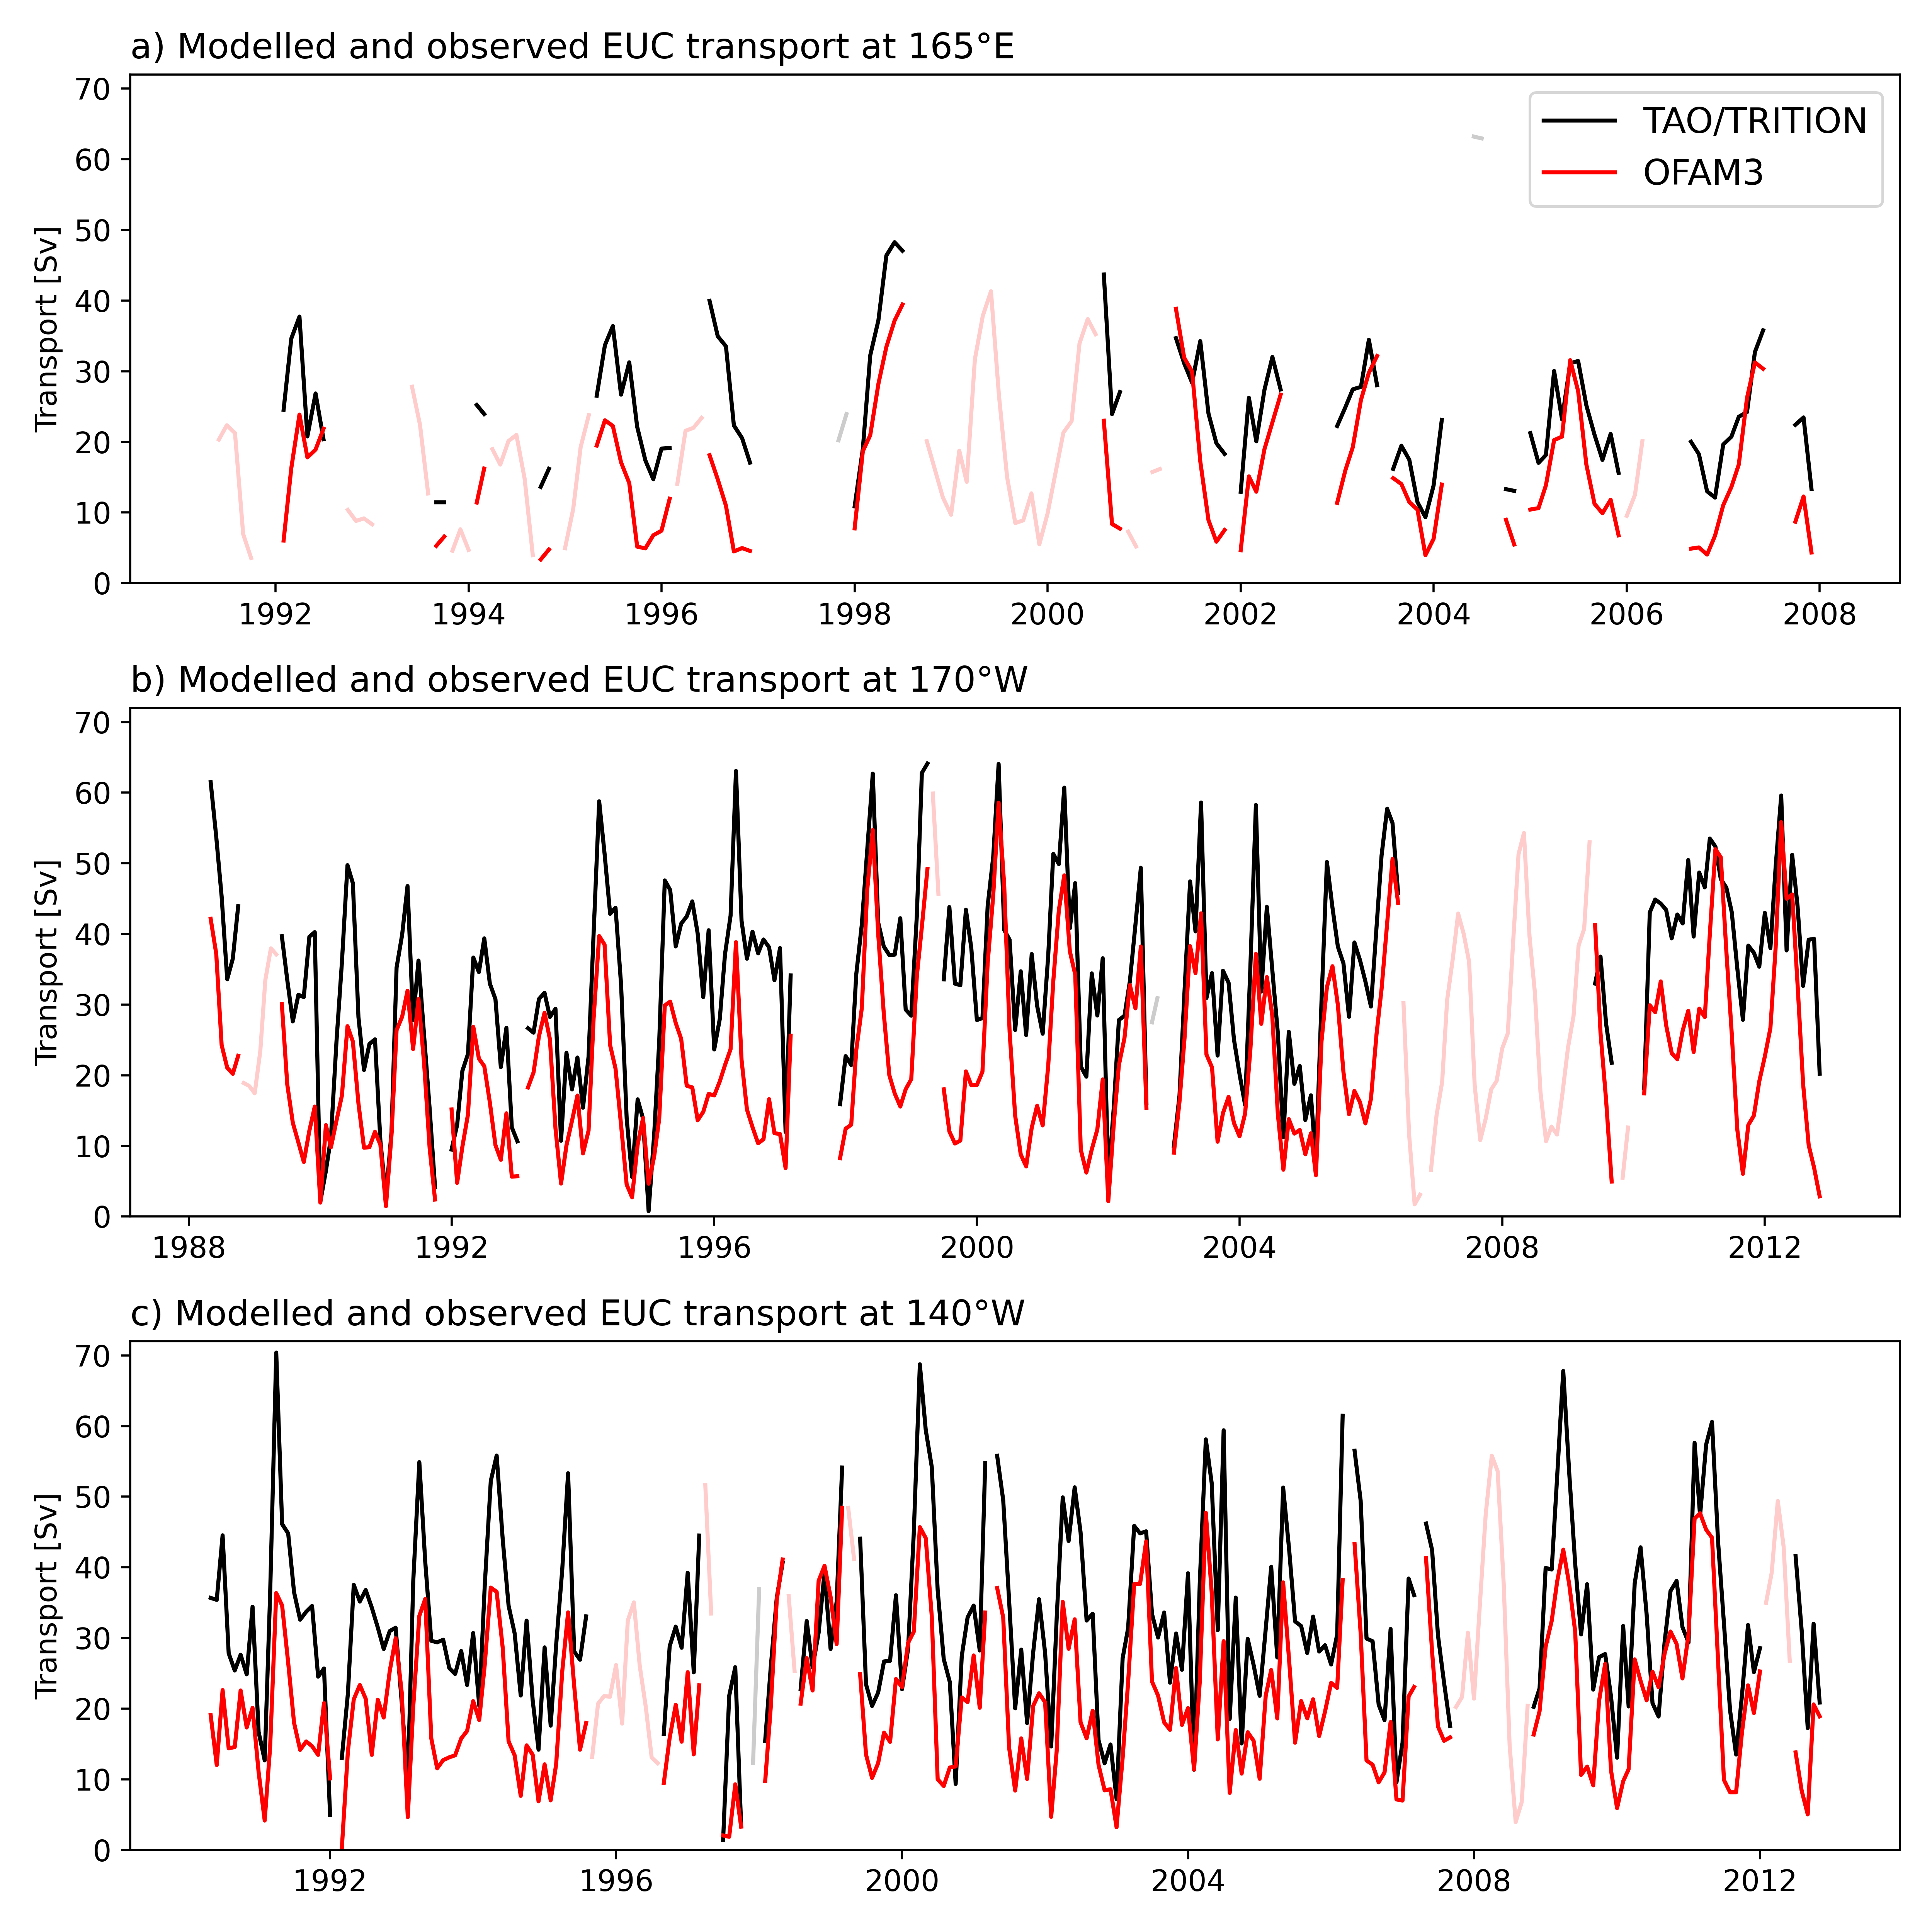 a) Modelled and observed EUC transport at 165°E
70
60
50
40
30
20
10
0
Transport [Sv]
TAO/TRITION
OFAM3
1992 1994 1996 1998 2000 2002 2004 2006 2008
b) Modelled and observed EUC transport at 170°W
70
60
50
40
30
20
10
0
Transport [Sv]
1988 1992 1996 2000 2004 2008 2012
c) Modelled and observed EUC transport at 140°W
70
60
50
40
30
20
10
0
Transport [Sv]
1992 1996 2000 2004 2008 2012